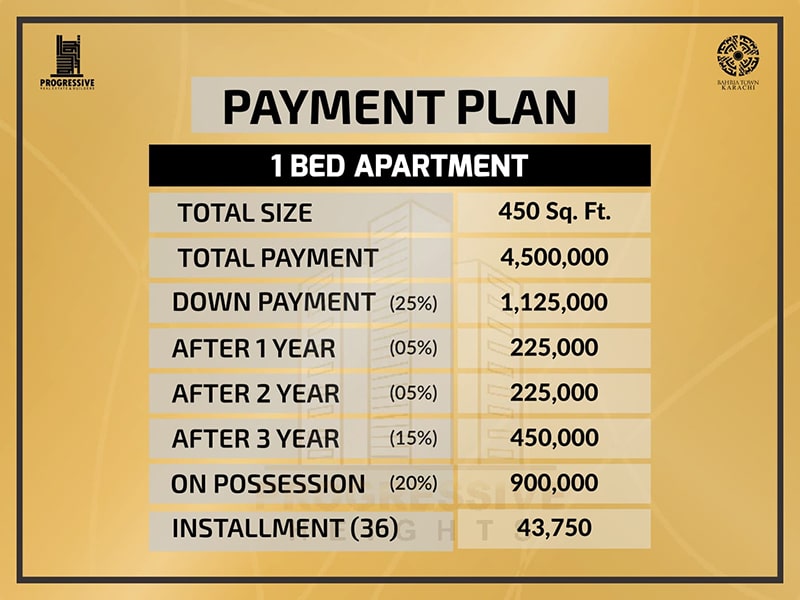 PROGRESSIVE
REAL ESTATE & BUILDERS
BAHRIA TOWN
KARACHI
PAYMENT PLAN
1 BED APARTMENT
TOTAL SIZE 450 Sq. Ft.
TOTAL PAYMENT 4,500,000
DOWN PAYMENT (25%) 1,125,000
AFTER 1 YEAR (05%) 225,000
AFTER 2 YEAR (05%) 225,000
AFTER 3 YEAR (15%) 450,000
ON POSSESSION (20%) 900,000
PROGRESSIVE
INSTALLMENT (36) 43,750
HEIGHTS